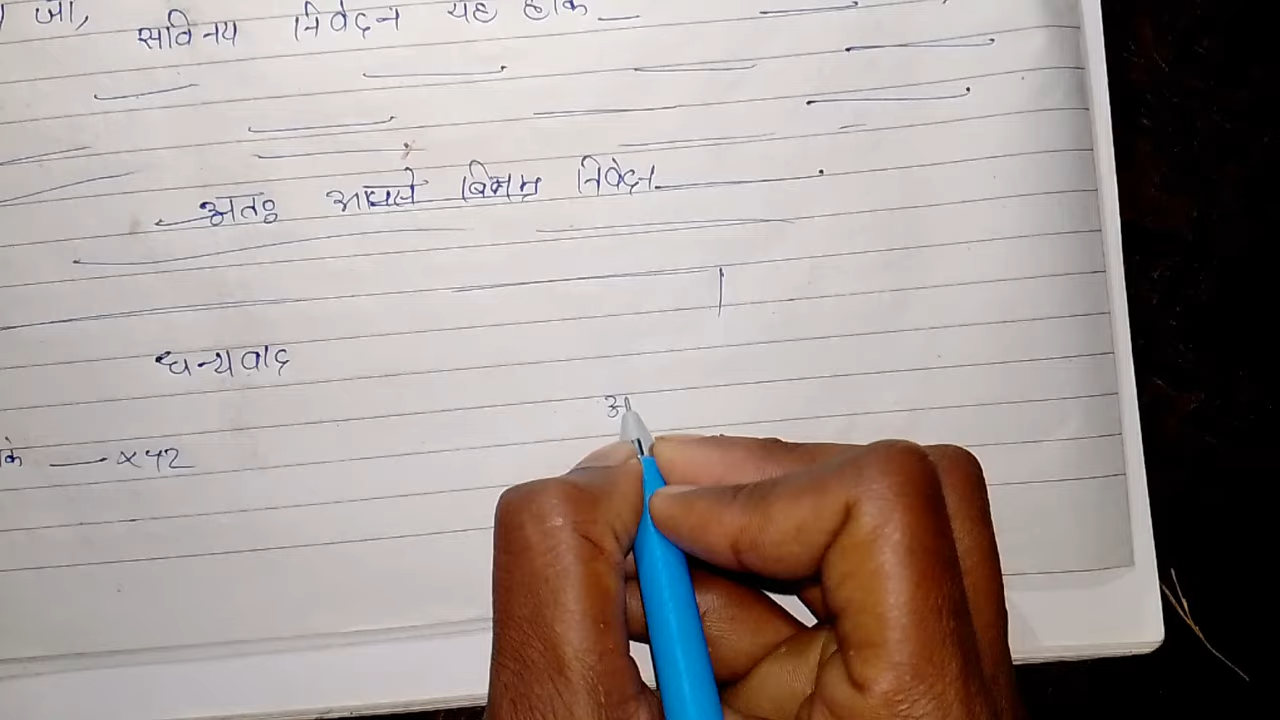 जी,
सविनय निवेदन यह है कि
अतः आपसे विनम्र निवेदन
धन्यवाद
x42